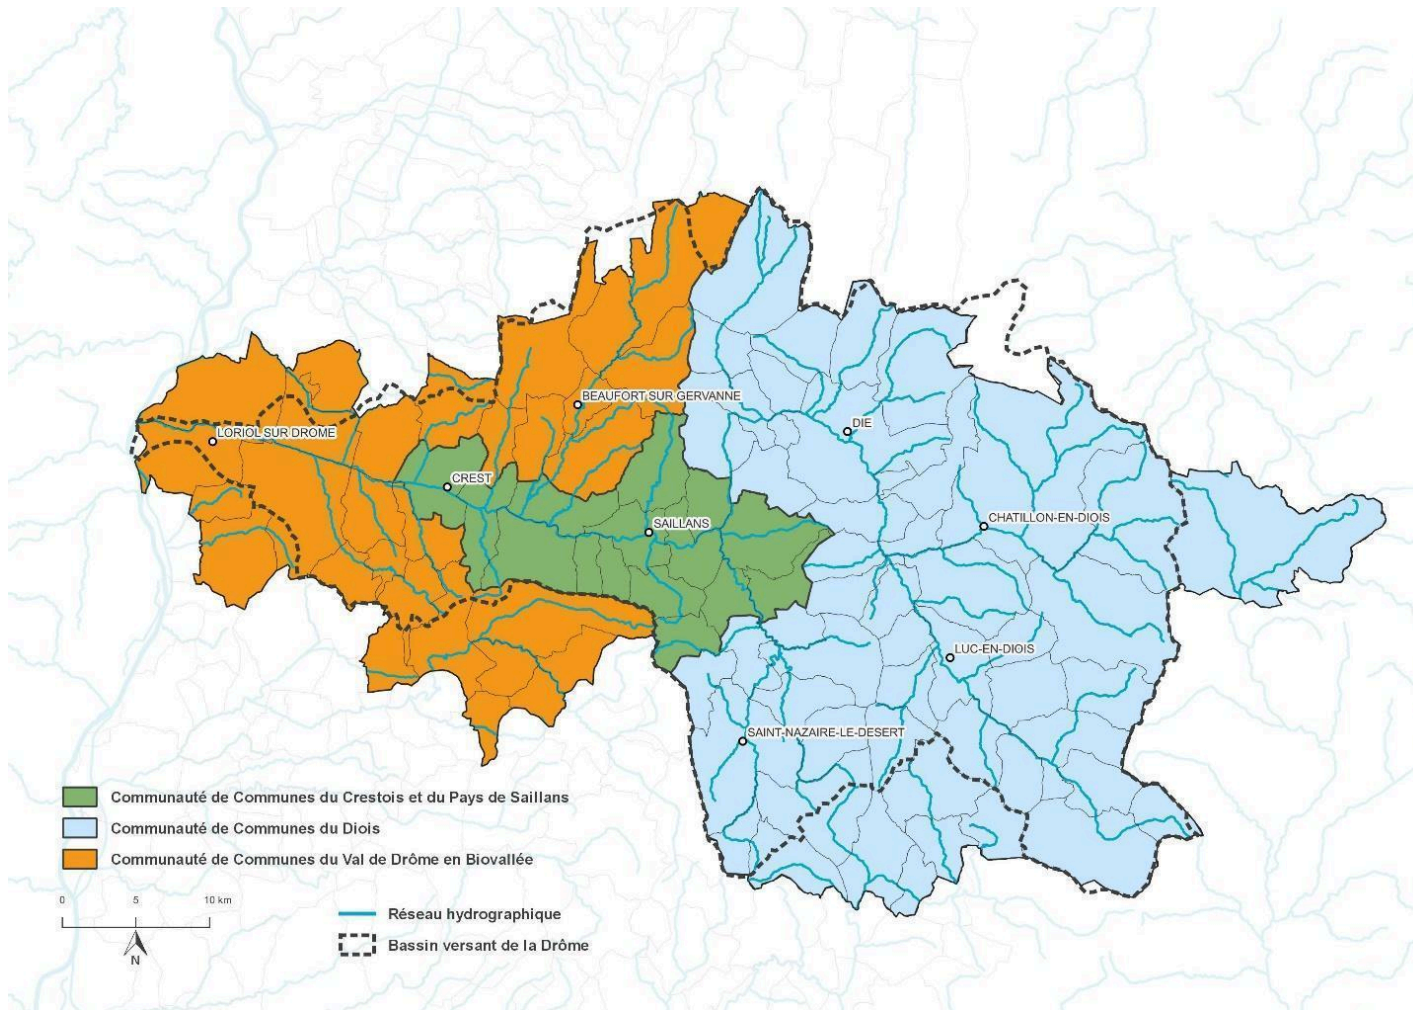 BEAUFORT SUR GERVANNE
LORIOL SUR DROME
DIE
CREST
SAILLANS
CHATILLON-EN-DIOIS
LUC-EN-DIOIS
SAINT-NAZAIRE-LE-DESERT
Communauté de Communes du Crestois et du Pays de Saillans
Communauté de Communes du Diois
Communauté de Communes du Val de Drôme en Biovallée
0 5 10 km
N
Réseau hydrographique
Bassin versant de la Drôme